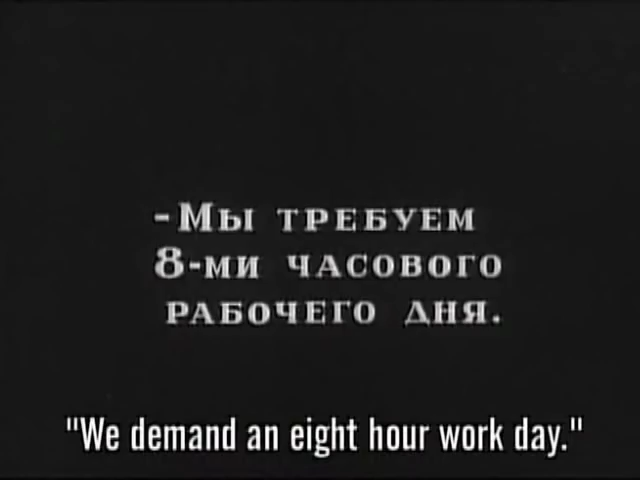 -Мы требуем
8-ми часового
рабочего дня.
"We demand an eight hour work day."